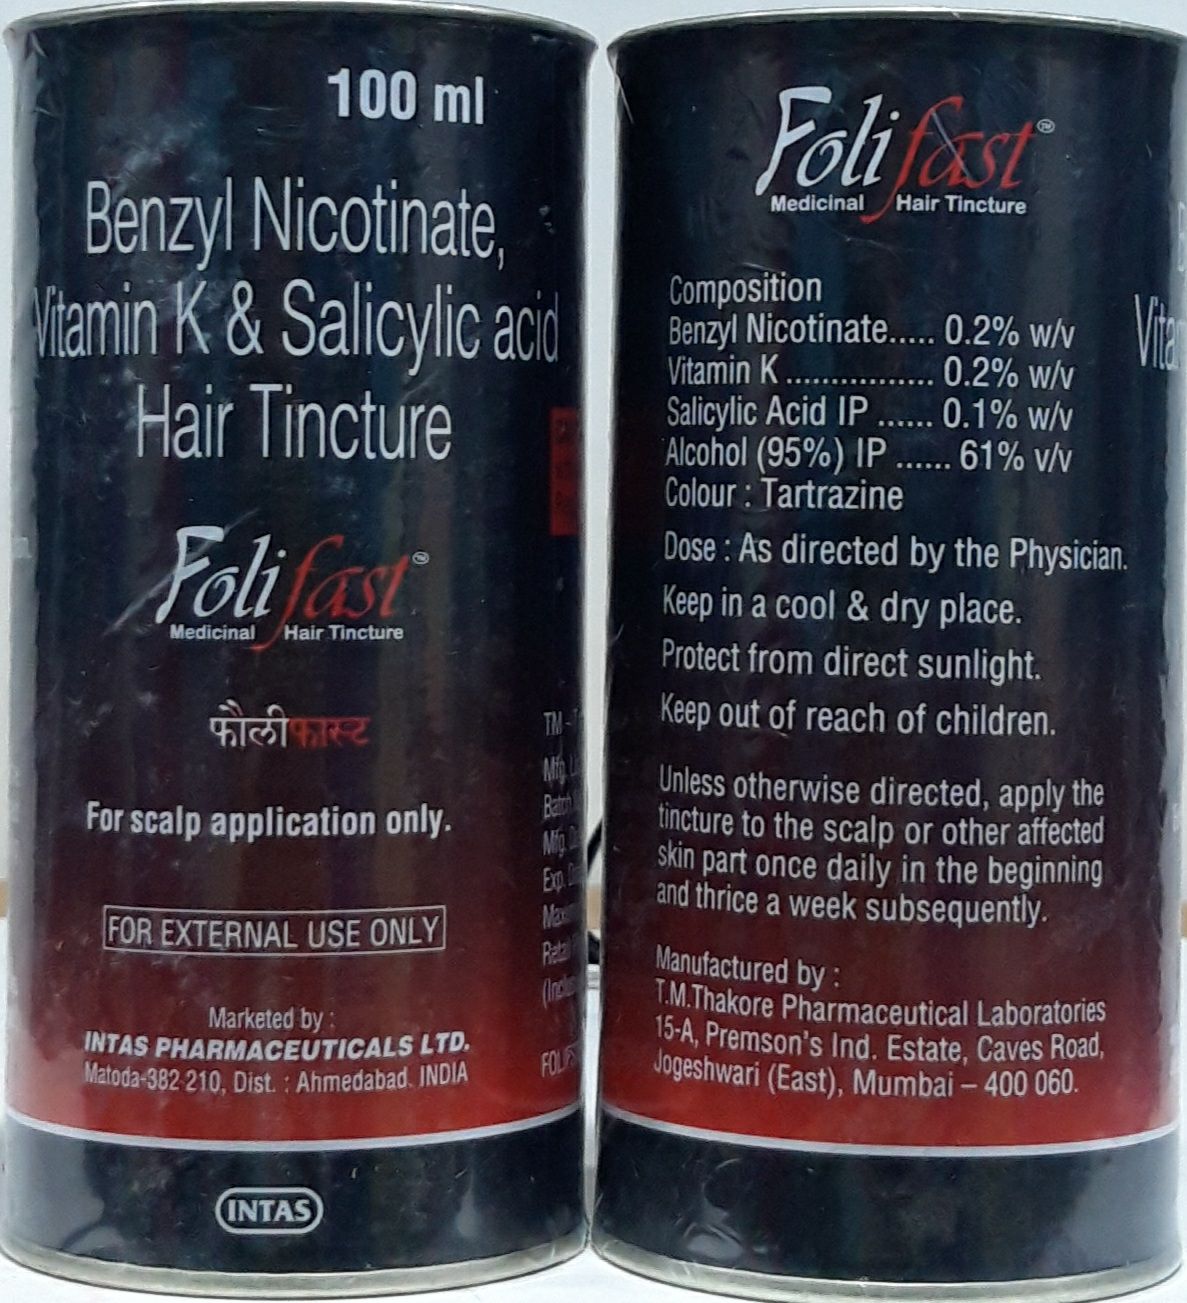 100 ml
Benzyl Nicotinate,
Vitamin K & Salicylic acid
Hair Tincture
Folifast™
Medicinal Hair Tincture
फौलीफास्ट
For scalp application only.
FOR EXTERNAL USE ONLY
Marketed by :
INTAS PHARMACEUTICALS LTD.
Matoda-382 210, Dist. : Ahmedabad. INDIA
INTAS
TM
Mfg.
Exp.
Folifast™
Medicinal Hair Tincture
Composition
Benzyl Nicotinate..... 0.2% w/v
Vitamin K ................ 0.2% w/v
Salicylic Acid IP ...... 0.1% w/v
Alcohol (95%) IP ...... 61% v/v
Colour : Tartrazine
Dose : As directed by the Physician.
Keep in a cool & dry place.
Protect from direct sunlight.
Keep out of reach of children.
Unless otherwise directed, apply the
tincture to the scalp or other affected
skin part once daily in the beginning
and thrice a week subsequently.
Manufactured by :
T.M.Thakore Pharmaceutical Laboratories
15-A, Premson's Ind. Estate, Caves Road,
Jogeshwari (East), Mumbai – 400 060.